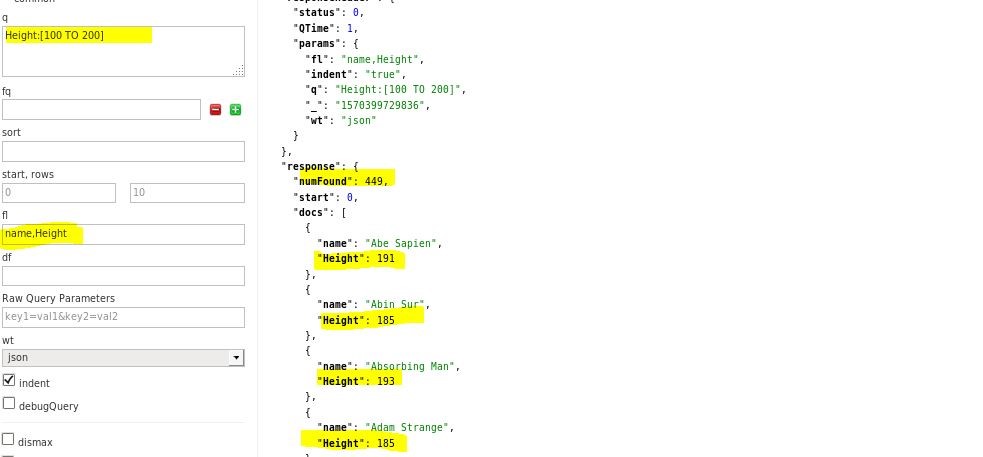 common
q
Height:[100 TO 200]
fq
sort
start, rows
0 10
fl
name,Height
df
Raw Query Parameters
key1=val1&key2=val2
wt
json
indent
debugQuery
dismax
"responseHeader": {
"status": 0,
"QTime": 1,
"params": {
"fl": "name,Height",
"indent": "true",
"q": "Height:[100 TO 200]",
"_": "1570399729836",
"wt": "json"
}
},
"response": {
"numFound": 449,
"start": 0,
"docs": [
{
"name": "Abe Sapien",
"Height": 191
},
{
"name": "Abin Sur",
"Height": 185
},
{
"name": "Absorbing Man",
"Height": 193
},
{
"name": "Adam Strange",
"Height": 185
},